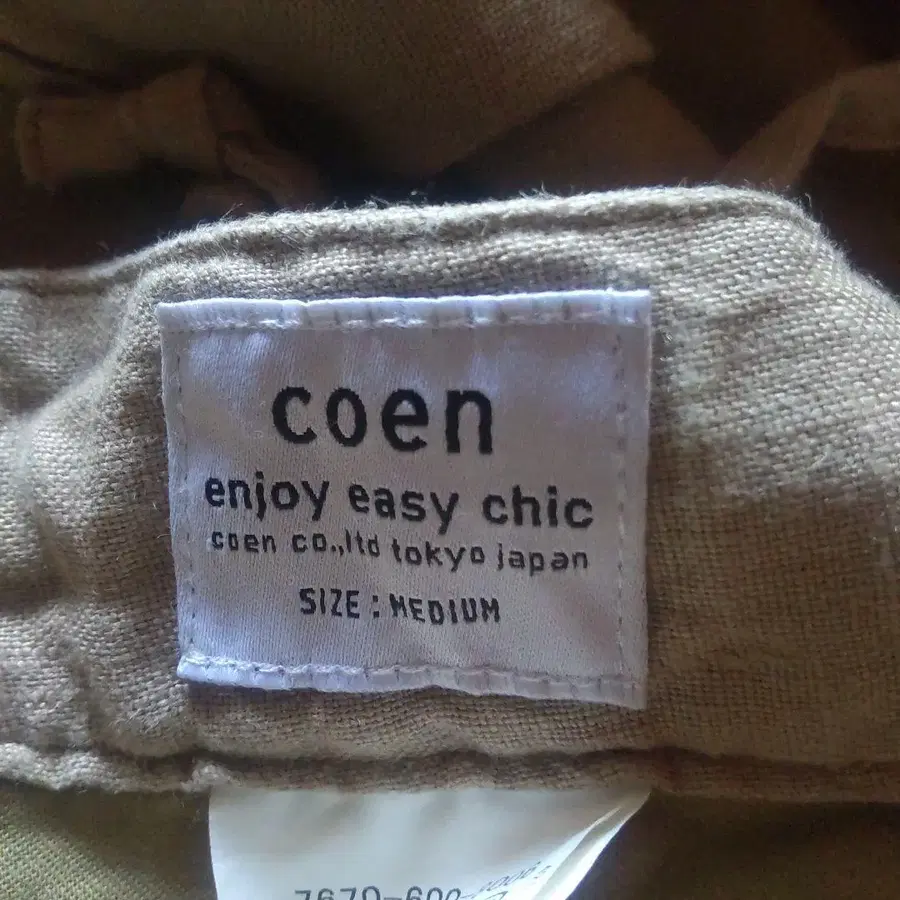 coen
enjoy easy chic
coen co.,ltd tokyo japan
SIZE : MEDIUM